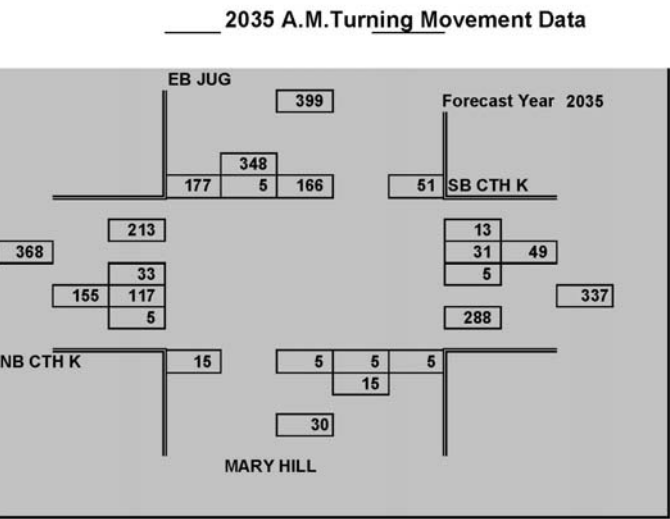 2035 A.M.Turning Movement Data
EB JUG
399
Forecast Year 2035
348
177 5 166 51 SB CTH K
213 13
368 31 49
33 5
155 117 337
5 288
NB CTH K 15 5 5 5
15
30
MARY HILL